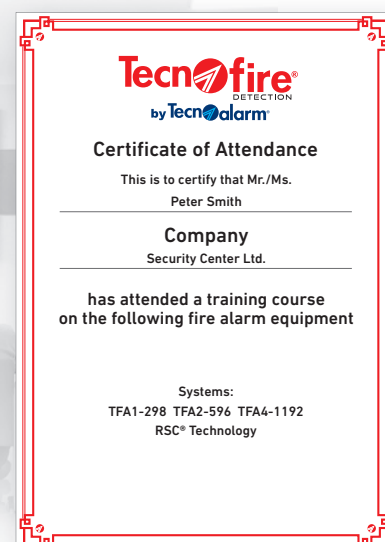 Tecnofire®
DETECTION
by Tecnoalarm®
Certificate of Attendance
This is to certify that Mr./Ms.
Peter Smith
Company
Security Center Ltd.
has attended a training course
on the following fire alarm equipment
Systems:
TFA1-298 TFA2-596 TFA4-1192
RSC® Technology